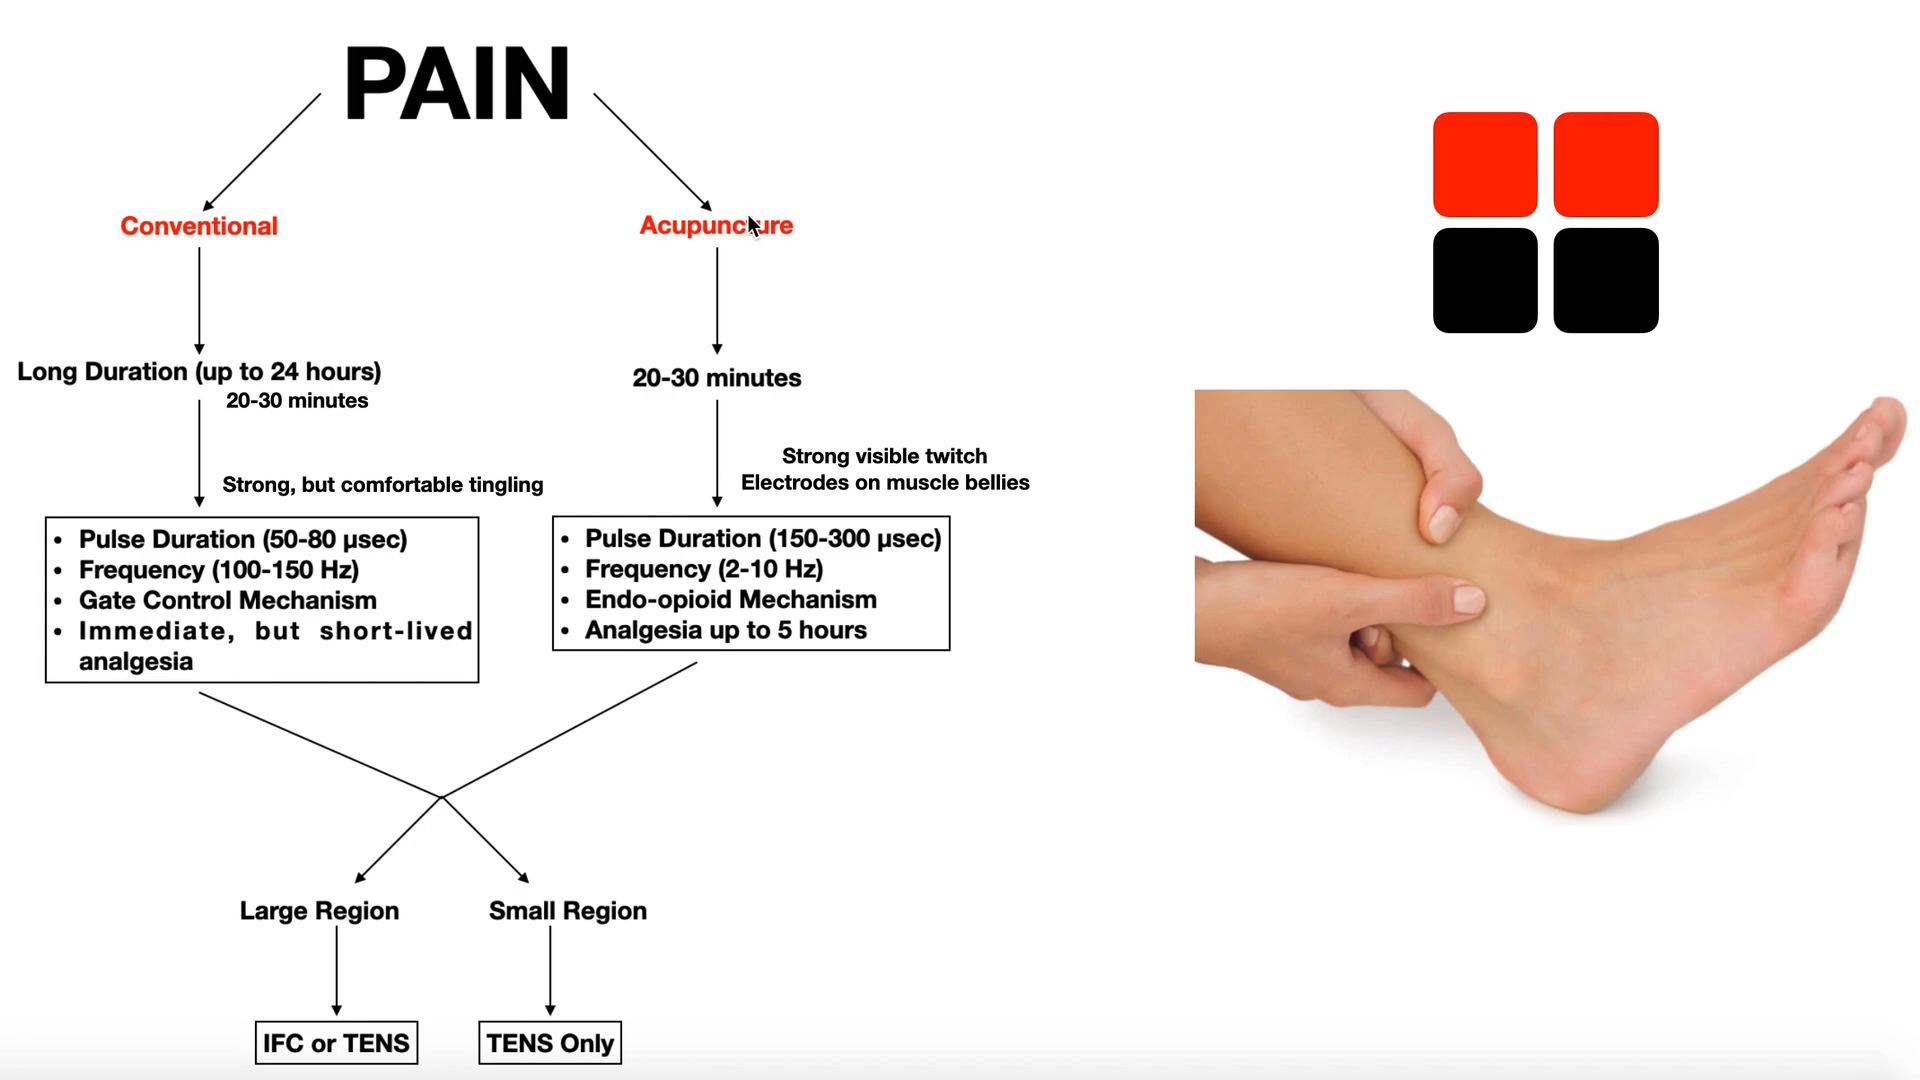 PAIN
Conventional
Acupuncture
Long Duration (up to 24 hours)
20-30 minutes
20-30 minutes
Strong, but comfortable tingling
Strong visible twitch
Electrodes on muscle bellies
• Pulse Duration (50-80 µsec)
• Frequency (100-150 Hz)
• Gate Control Mechanism
• Immediate, but short-lived
analgesia
• Pulse Duration (150-300 µsec)
• Frequency (2-10 Hz)
• Endo-opioid Mechanism
• Analgesia up to 5 hours
Large Region
Small Region
IFC or TENS
TENS Only